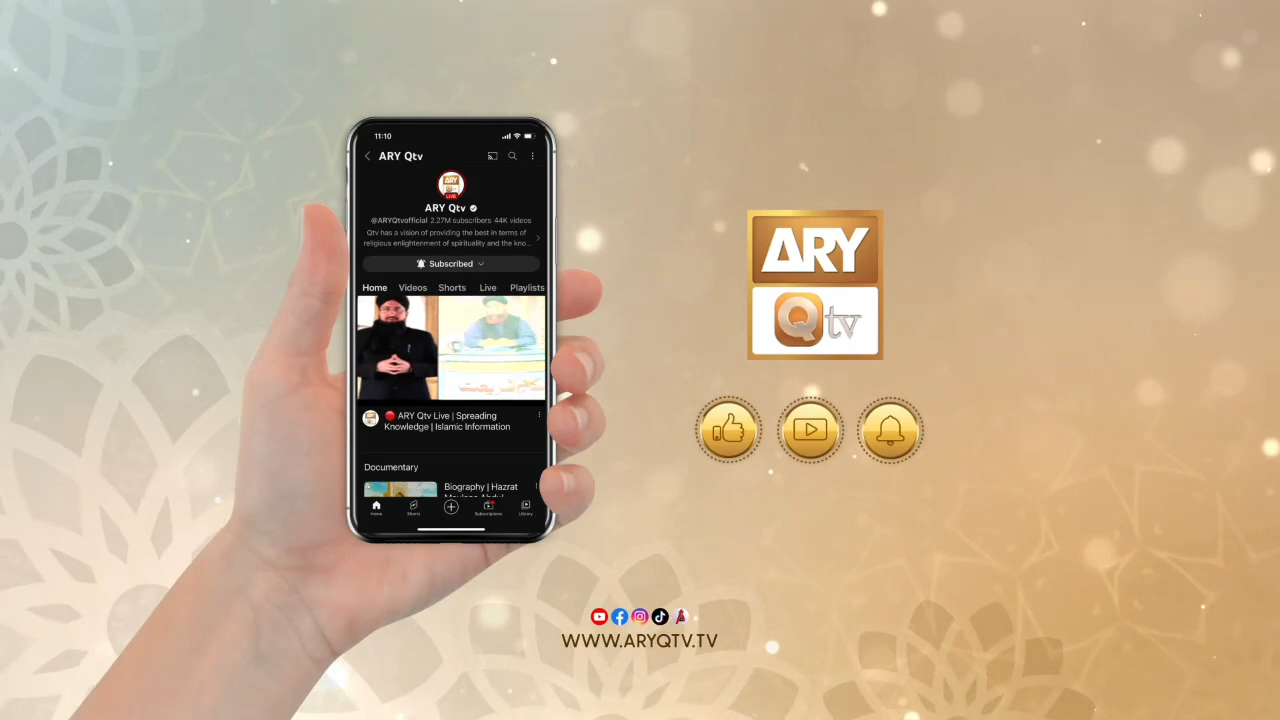 11:10
ARY Qtv
ARY
LIVE
ARY Qtv
@ARYQtvofficial 2.27M subscribers 44K videos
Qtv has a vision of providing the best in terms of
religious enlightenment of spirituality and the kno...
Subscribed
Home Videos Shorts Live Playlists
ARY Qtv Live | Spreading
Knowledge | Islamic Information
Documentary
Biography | Hazrat
Home Shorts Subscriptions Library
ARY
Qtv
WWW.ARYQTV.TV